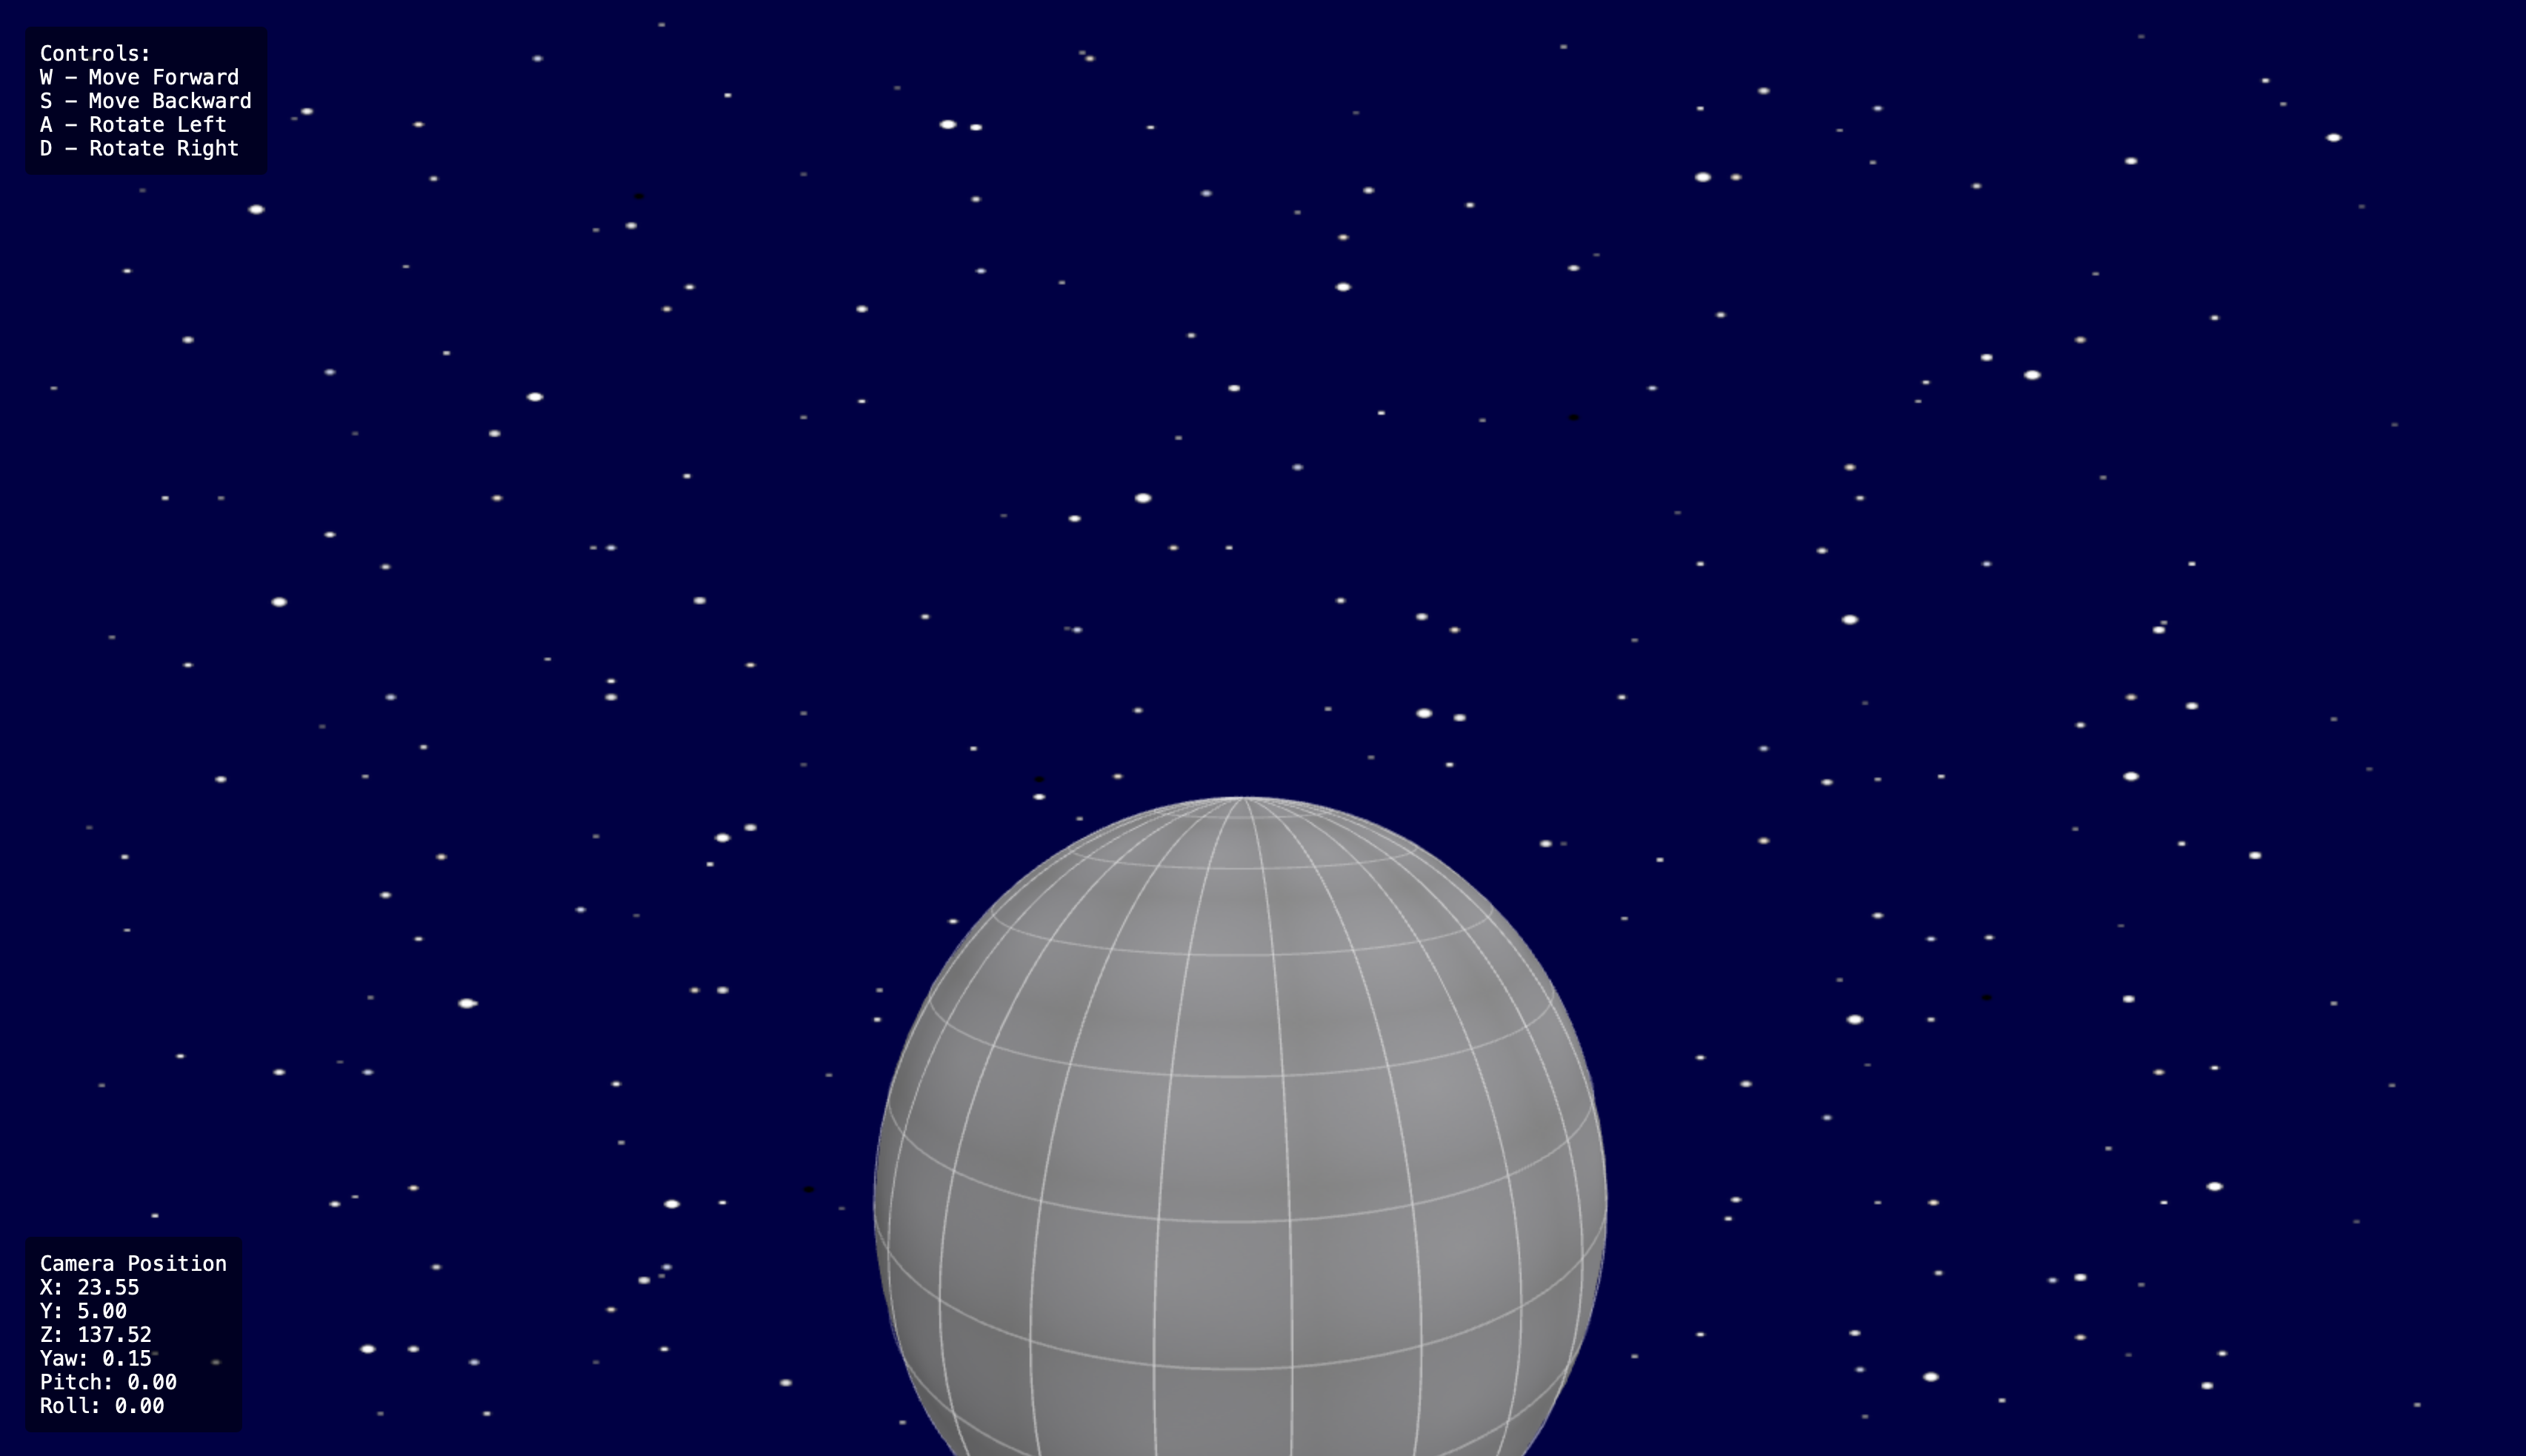 Controls:
W – Move Forward
S – Move Backward
A – Rotate Left
D – Rotate Right
Camera Position
X: 23.55
Y: 5.00
Z: 137.52
Yaw: 0.15
Pitch: 0.00
Roll: 0.00